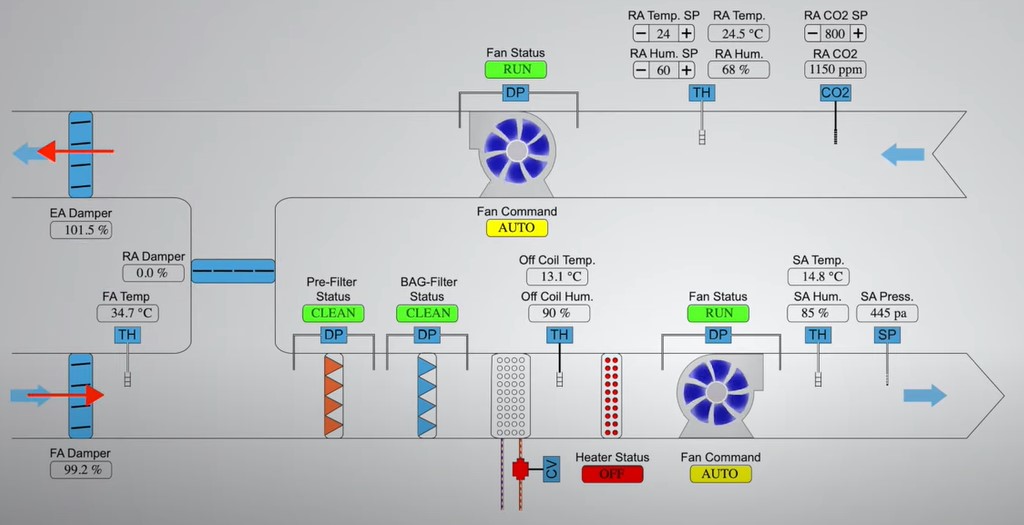 RA Temp. SP
RA Temp.
RA CO2 SP
− 24 +
24.5 °C
− 800 +
Fan Status
RA Hum. SP
RA Hum.
RA CO2
RUN
− 60 +
68 %
1150 ppm
DP
TH
CO2
EA Damper
101.5 %
Fan Command
AUTO
RA Damper
0.0 %
Off Coil Temp.
13.1 °C
SA Temp.
14.8 °C
FA Temp
34.7 °C
Pre-Filter
Status
CLEAN
BAG-Filter
Status
CLEAN
Off Coil Hum.
90 %
Fan Status
RUN
SA Hum.
85 %
SA Press.
445 pa
TH
DP
DP
TH
DP
TH
SP
FA Damper
99.2 %
CV
Heater Status
OFF
Fan Command
AUTO